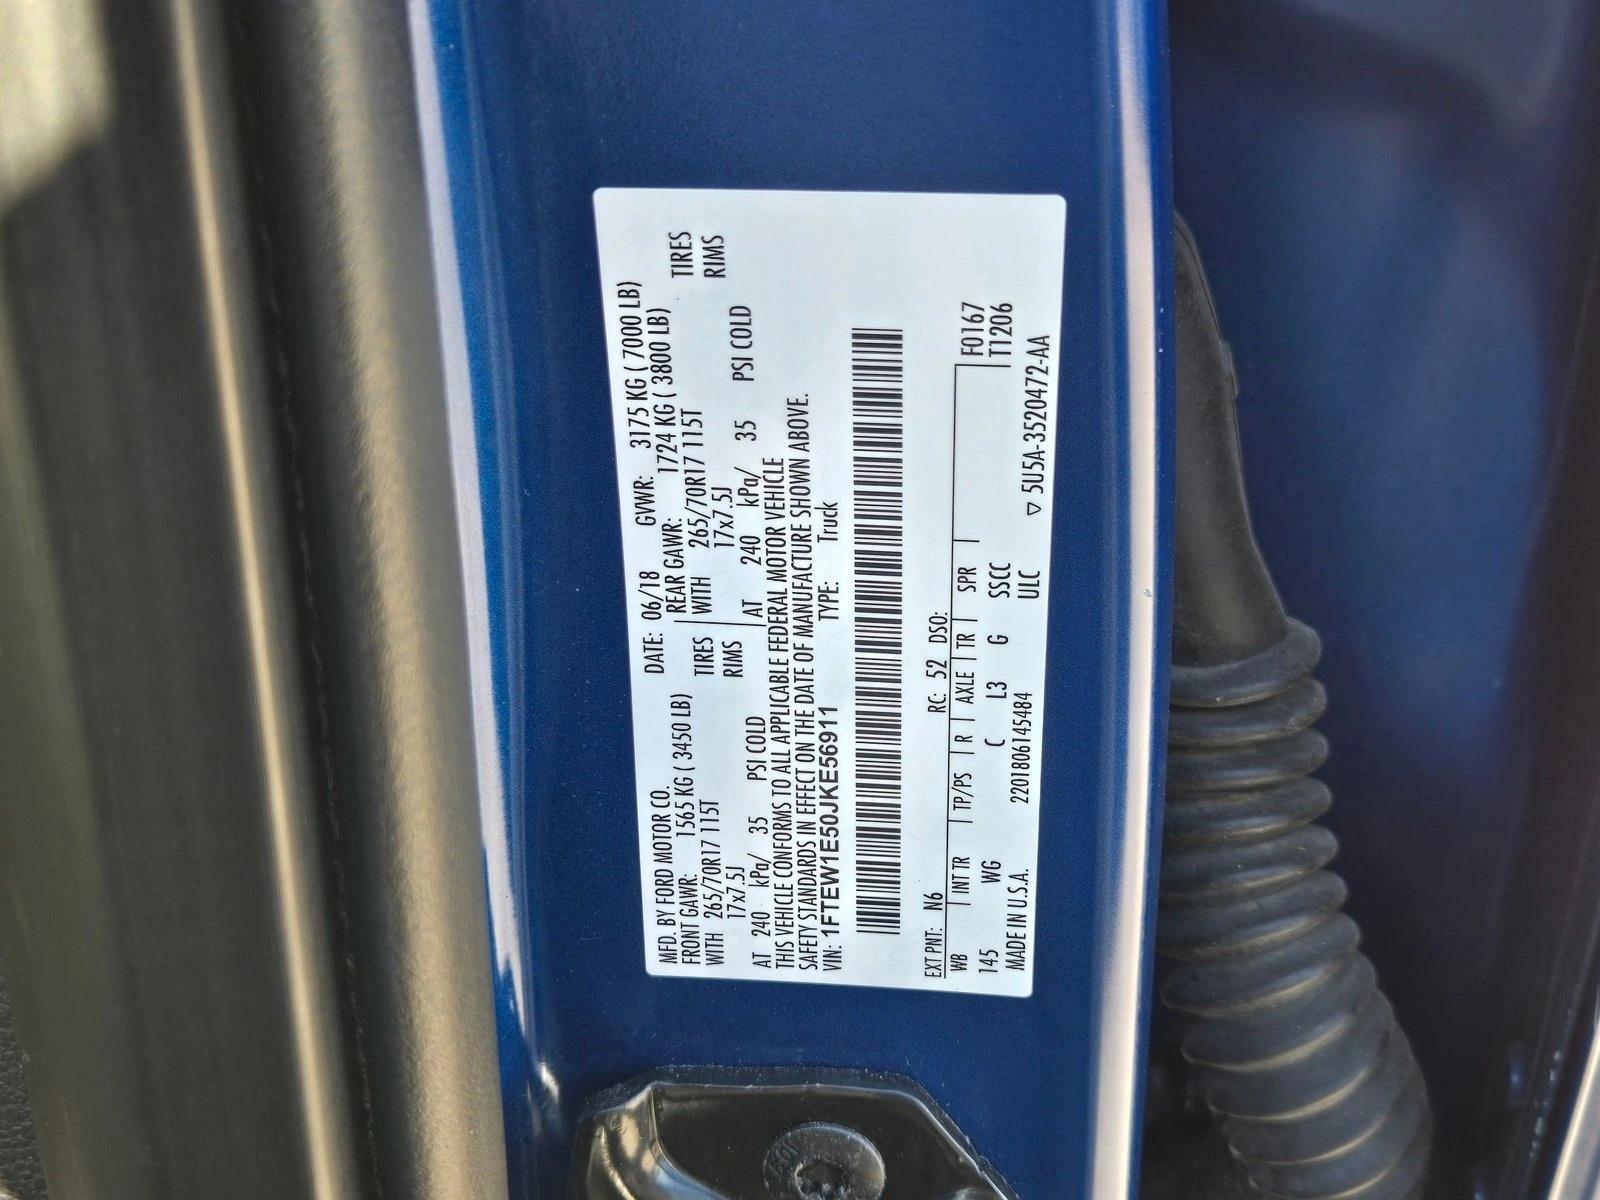 MFD. BY FORD MOTOR CO. DATE: 06/18 GVWR: 3175 KG ( 7000 LB)
FRONT GAWR: 1565 KG ( 3450 LB) REAR GAWR: 1724 KG ( 3800 LB)
WITH 265/70R17 115T TIRES WITH 265/70R17 115T TIRES
17x7.5J RIMS 17x7.5J RIMS
AT 240 kPa/ 35 PSI COLD AT 240 kPa/ 35 PSI COLD
THIS VEHICLE CONFORMS TO ALL APPLICABLE FEDERAL MOTOR VEHICLE
SAFETY STANDARDS IN EFFECT ON THE DATE OF MANUFACTURE SHOWN ABOVE.
VIN: 1FTEW1E50JKE56911 TYPE: Truck
EXT PNT: N6 RC: 52 DSO:
WB | INT TR | TP/PS | R | AXLE | TR | SPR | F0167
145 WG C L3 G SSCC T1206
MADE IN U.S.A. 2201806145484 ULC ▽ 5U5A-3520472-AA